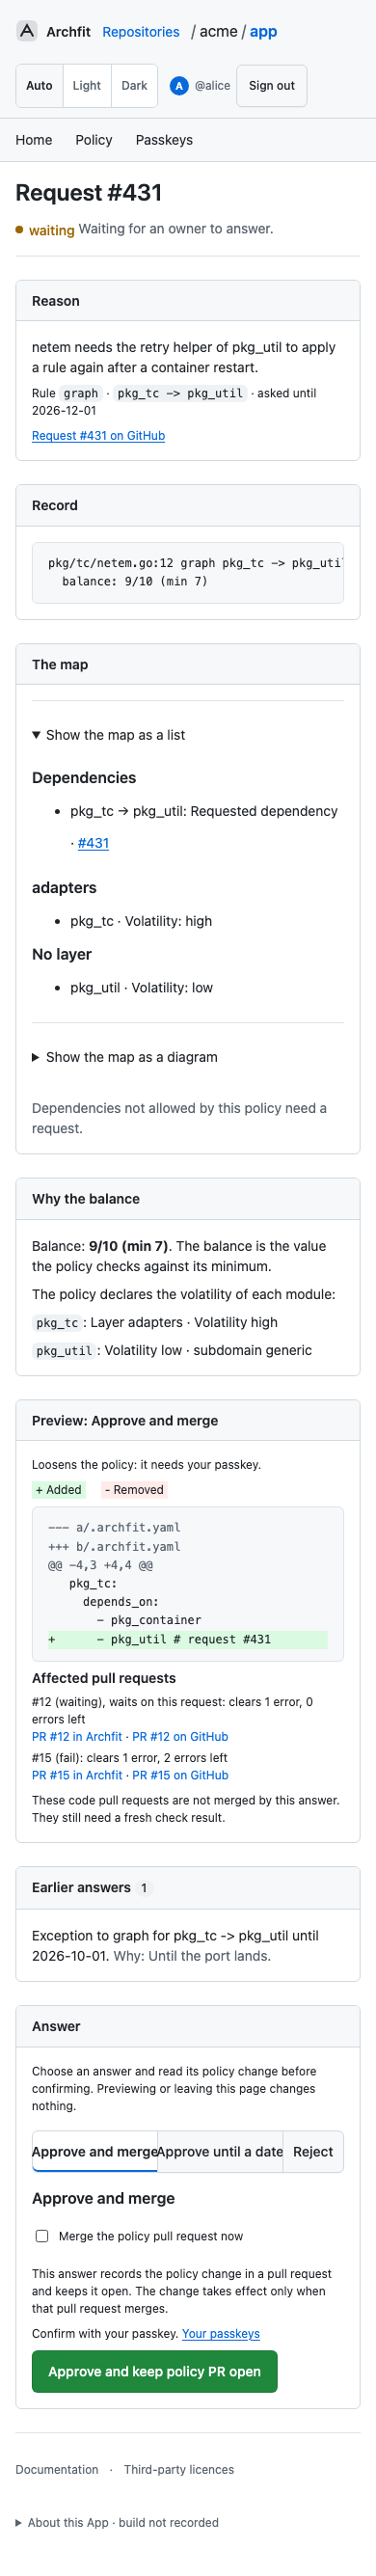 Archfit Repositories / acme / app
Auto Light Dark A @alice Sign out
Home Policy Passkeys
Request #431
waiting Waiting for an owner to answer.
Reason
netem needs the retry helper of pkg_util to apply
a rule again after a container restart.
Rule graph · pkg_tc -> pkg_util · asked until
2026-12-01
Request #431 on GitHub
Record
pkg/tc/netem.go:12 graph pkg_tc -> pkg_util
balance: 9/10 (min 7)
The map
▼ Show the map as a list
Dependencies
• pkg_tc → pkg_util: Requested dependency
· #431
adapters
• pkg_tc · Volatility: high
No layer
• pkg_util · Volatility: low
▶ Show the map as a diagram
Dependencies not allowed by this policy need a
request.
Why the balance
Balance: 9/10 (min 7). The balance is the value
the policy checks against its minimum.
The policy declares the volatility of each module:
pkg_tc: Layer adapters · Volatility high
pkg_util: Volatility low · subdomain generic
Preview: Approve and merge
Loosens the policy: it needs your passkey.
+ Added - Removed
--- a/.archfit.yaml
+++ b/.archfit.yaml
@@ -4,3 +4,4 @@
pkg_tc:
depends_on:
- pkg_container
+ - pkg_util # request #431
Affected pull requests
#12 (waiting), waits on this request: clears 1 error, 0
errors left
PR #12 in Archfit · PR #12 on GitHub
#15 (fail): clears 1 error, 2 errors left
PR #15 in Archfit · PR #15 on GitHub
These code pull requests are not merged by this answer.
They still need a fresh check result.
Earlier answers 1
Exception to graph for pkg_tc -> pkg_util until
2026-10-01. Why: Until the port lands.
Answer
Choose an answer and read its policy change before
confirming. Previewing or leaving this page changes
nothing.
Approve and merge Approve until a date Reject
Approve and merge
Merge the policy pull request now
This answer records the policy change in a pull request
and keeps it open. The change takes effect only when
that pull request merges.
Confirm with your passkey. Your passkeys
Approve and keep policy PR open
Documentation · Third-party licences
▶ About this App · build not recorded